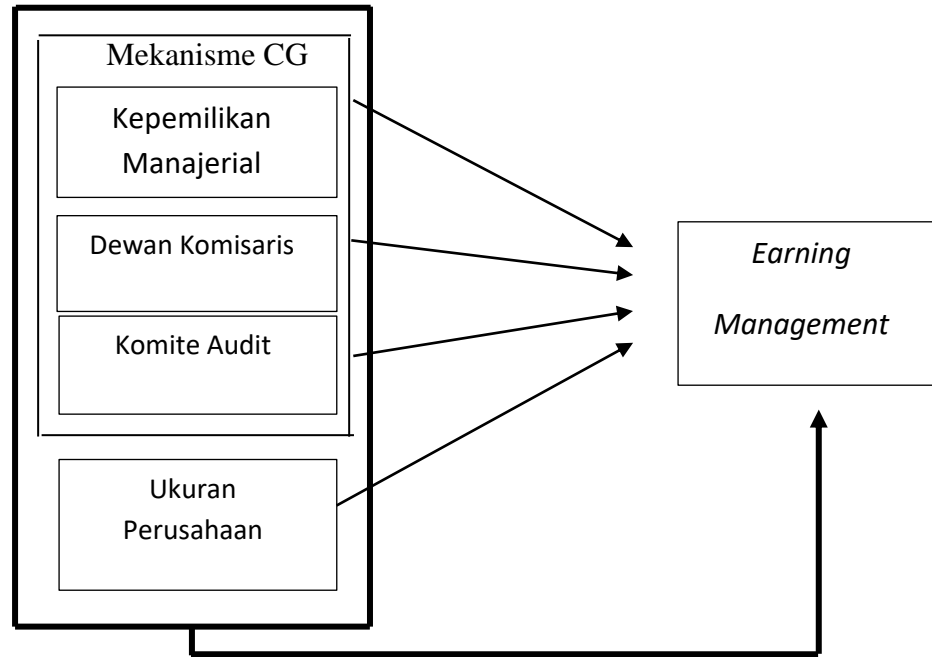 Mekanisme CG
Kepemilikan
Manajerial
Dewan Komisaris
Komite Audit
Ukuran
Perusahaan
Earning
Management